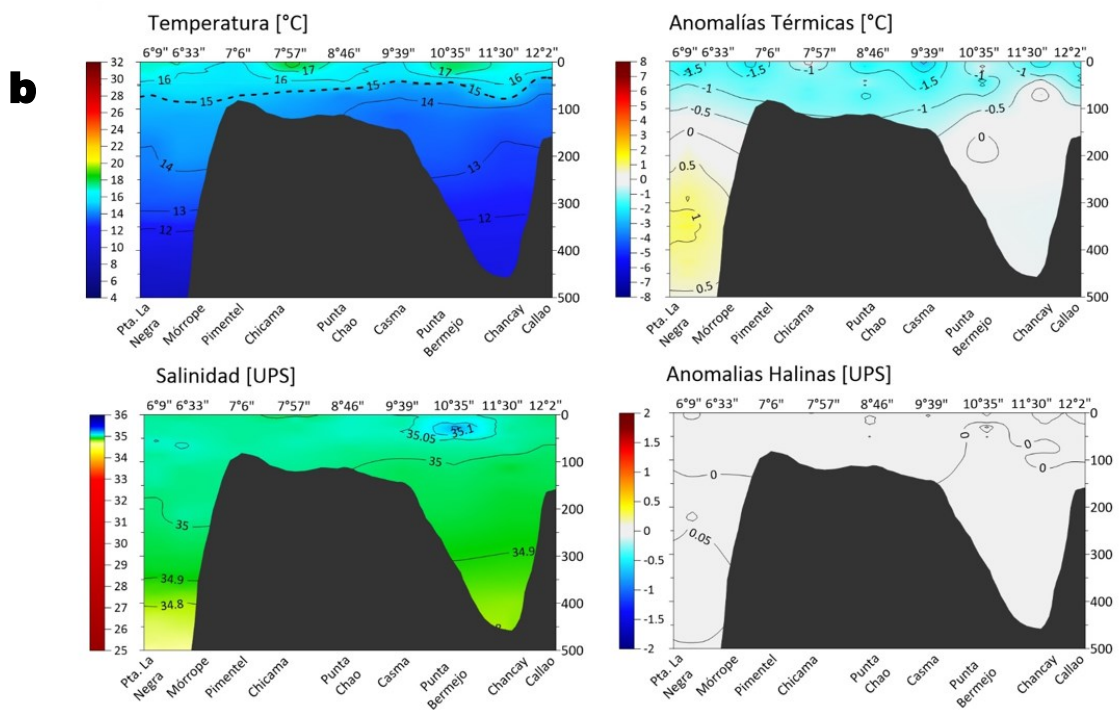 b
Temperatura [°C]
6°9" 6°33" 7°6" 7°57" 8°46" 9°39" 10°35" 11°30" 12°2"
32
30
28
26
24
22
20
18
16
14
12
10
8
6
4
16
17
16
17
16
15
15
15
14
14
13
13
12
12
0
100
200
300
400
500
Pta. La Negra
Mórrope
Pimentel
Chicama
Punta Chao
Casma
Punta Bermejo
Chancay
Callao
Anomalías Térmicas [°C]
6°9" 6°33" 7°6" 7°57" 8°46" 9°39" 10°35" 11°30" 12°2"
8
7
6
5
4
3
2
1
0
-1
-2
-3
-4
-5
-6
-7
-8
-1.5
-1.5
-1
-1.5
-1
-1
-1
-1
-0.5
-0.5
0
0
0.5
1
0.5
0
100
200
300
400
500
Pta. La Negra
Mórrope
Pimentel
Chicama
Punta Chao
Casma
Punta Bermejo
Chancay
Callao
Salinidad [UPS]
6°9" 6°33" 7°6" 7°57" 8°46" 9°39" 10°35" 11°30" 12°2"
36
35
34
33
32
31
30
29
28
27
26
25
35.05
35.1
35
35
34.9
34.9
34.8
0
100
200
300
400
500
Pta. La Negra
Mórrope
Pimentel
Chicama
Punta Chao
Casma
Punta Bermejo
Chancay
Callao
Anomalias Halinas [UPS]
6°9" 6°33" 7°6" 7°57" 8°46" 9°39" 10°35" 11°30" 12°2"
2
1.5
1
0.5
0
-0.5
-1
-1.5
-2
0
0
0
0
0.05
0
100
200
300
400
500
Pta. La Negra
Mórrope
Pimentel
Chicama
Punta Chao
Casma
Punta Bermejo
Chancay
Callao